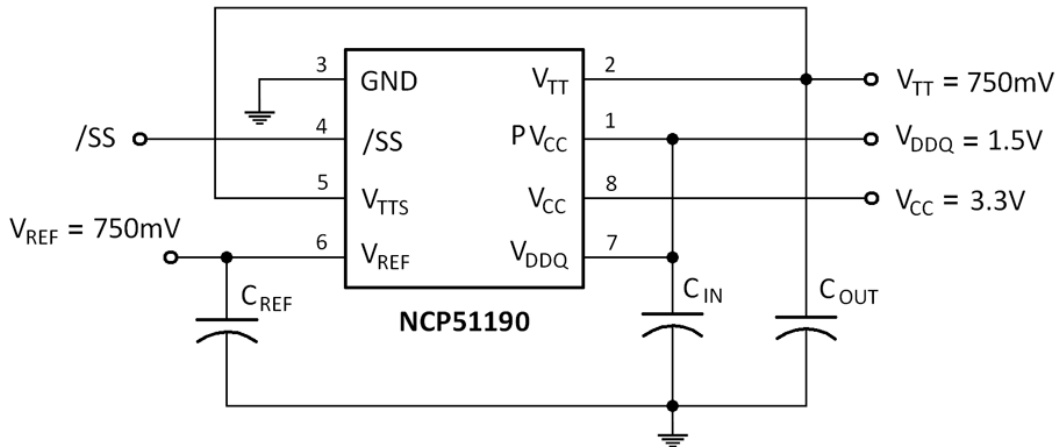 3 GND V_TT 2 V_TT = 750mV
/SS 4 /SS PV_CC 1 V_DDQ = 1.5V
5 V_TTS V_CC 8 V_CC = 3.3V
V_REF = 750mV 6 V_REF V_DDQ 7
C_REF C_IN C_OUT
NCP51190